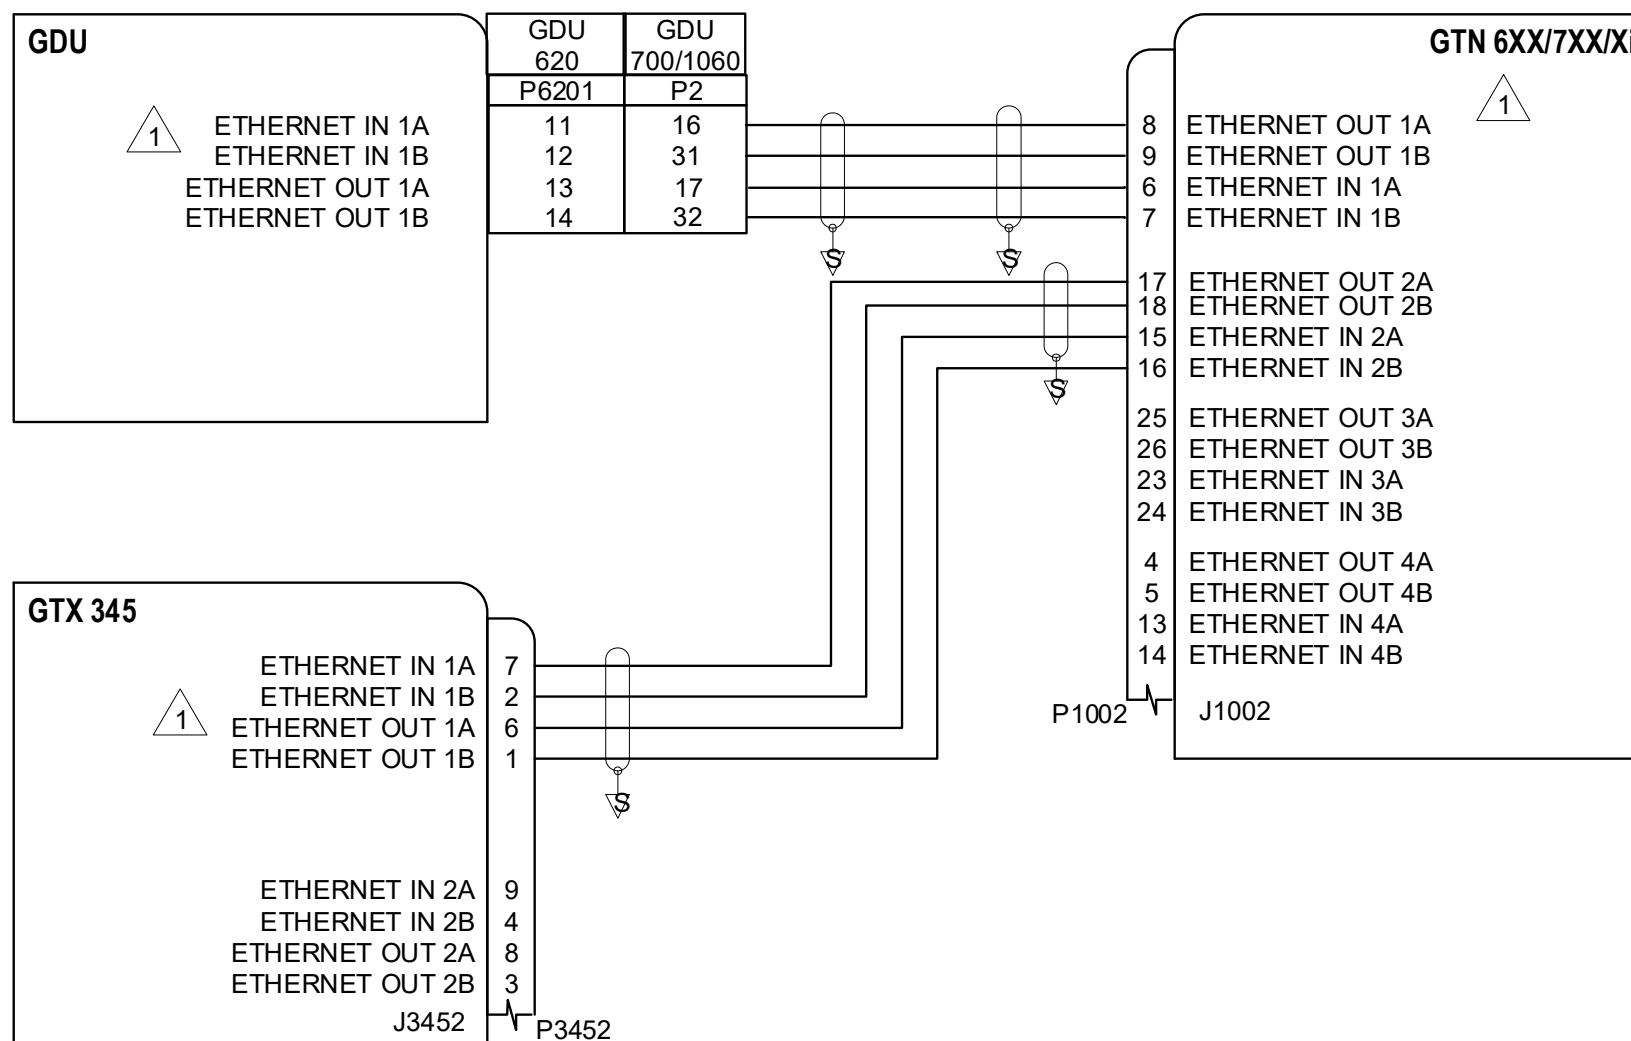 GDU
GDU 620
GDU 700/1060
P6201 P2
1
ETHERNET IN 1A 11 16
ETHERNET IN 1B 12 31
ETHERNET OUT 1A 13 17
ETHERNET OUT 1B 14 32
S S
GTN 6XX/7XX/Xi
1
8 ETHERNET OUT 1A
9 ETHERNET OUT 1B
6 ETHERNET IN 1A
7 ETHERNET IN 1B
17 ETHERNET OUT 2A
18 ETHERNET OUT 2B
15 ETHERNET IN 2A
16 ETHERNET IN 2B
S
25 ETHERNET OUT 3A
26 ETHERNET OUT 3B
23 ETHERNET IN 3A
24 ETHERNET IN 3B
4 ETHERNET OUT 4A
5 ETHERNET OUT 4B
13 ETHERNET IN 4A
14 ETHERNET IN 4B
P1002 J1002
GTX 345
ETHERNET IN 1A 7
ETHERNET IN 1B 2
1
ETHERNET OUT 1A 6
ETHERNET OUT 1B 1
S
ETHERNET IN 2A 9
ETHERNET IN 2B 4
ETHERNET OUT 2A 8
ETHERNET OUT 2B 3
J3452 P3452